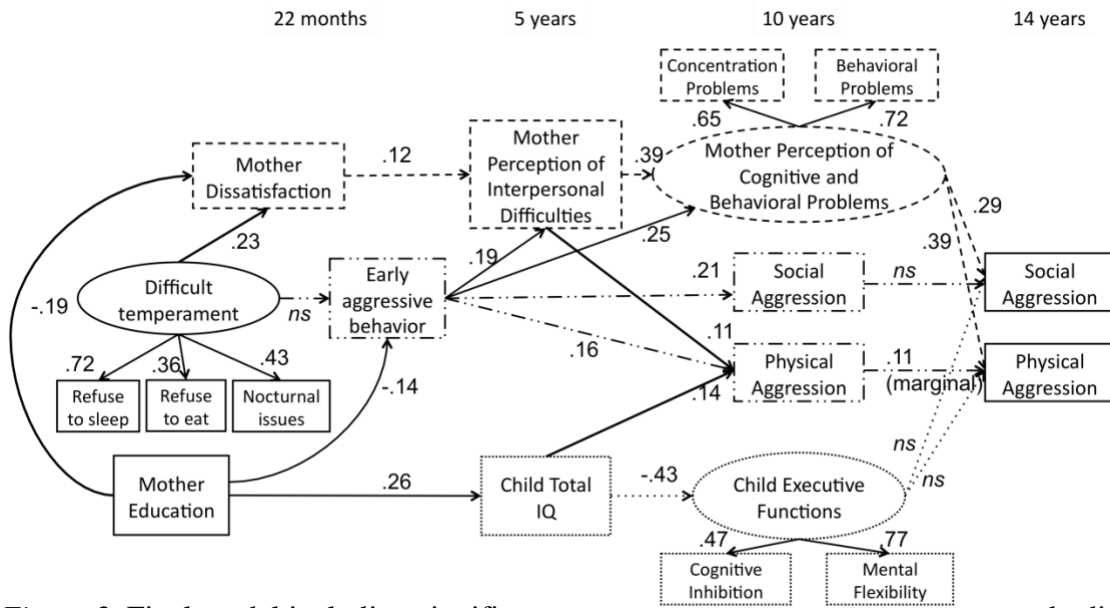 22 months 5 years 10 years 14 years
Concentration
Problems
Behavioral
Problems
.65 .72
Mother
Dissatisfaction
.12
Mother
Perception of
Interpersonal
Difficulties
.39
Mother Perception of
Cognitive and
Behavioral Problems
.29
.39
.23
.19
.25
-.19
Difficult
temperament
ns
Early
aggressive
behavior
.21
Social
Aggression
ns
Social
Aggression
.72 .36 .43
.16
.11
Refuse
to sleep
Refuse
to eat
Nocturnal
issues
-.14
.14
Physical
Aggression
.11
(marginal)
Physical
Aggression
Mother
Education
.26
Child Total
IQ
-.43
Child Executive
Functions
ns
ns
.47 .77
Cognitive
Inhibition
Mental
Flexibility
Figure Final model including